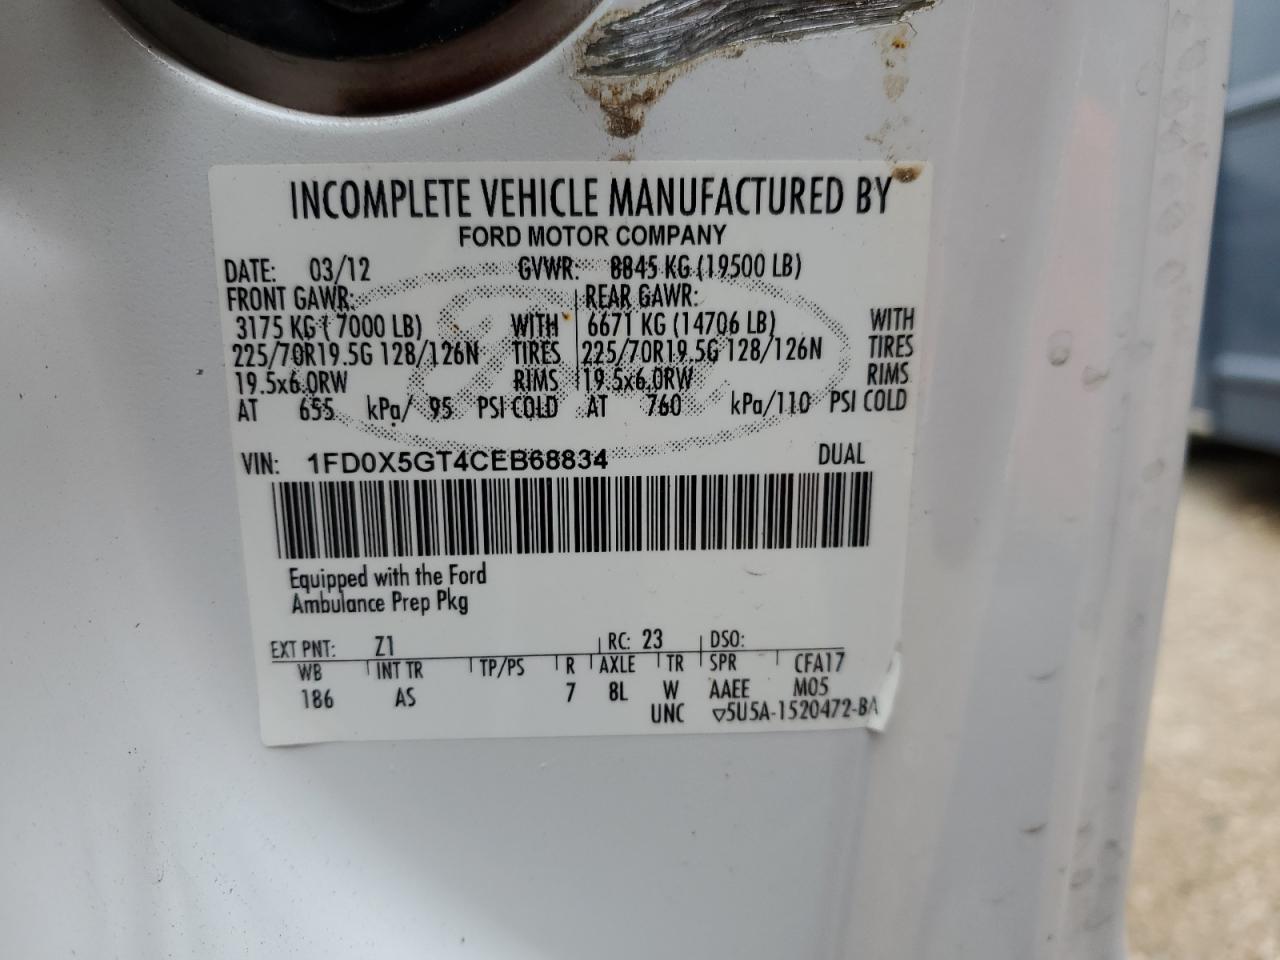 INCOMPLETE VEHICLE MANUFACTURED BY
FORD MOTOR COMPANY
DATE: 03/12 GVWR: 8845 KG (19500 LB)
FRONT GAWR: REAR GAWR:
3175 KG ( 7000 LB) WITH 6671 KG (14706 LB) WITH
225/70R19.5G 128/126N TIRES 225/70R19.5G 128/126N TIRES
19.5x6.0RW RIMS 19.5x6.0RW RIMS
AT 655 kPa/ 95 PSI COLD AT 760 kPa/110 PSI COLD
VIN: 1FD0X5GT4CEB68834 DUAL
Equipped with the Ford
Ambulance Prep Pkg
EXT PNT: Z1 RC: 23 DSO:
WB INT TR TP/PS R AXLE TR SPR CFA17
186 AS 7 8L W AAEE M05
UNC ▽5U5A-1520472-BA